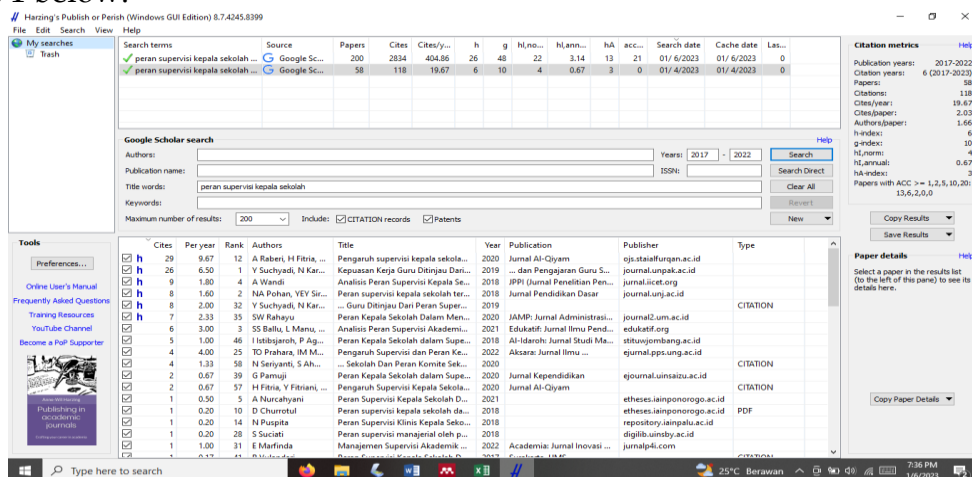 Harzing's Publish or Perish (Windows GUI Edition) 8.7.4245.8399
File Edit Search View Help
My searches
Trash
Search terms Source Papers Cites Cites/y... h g hI,no... hI,ann... hA acc... Search date Cache date Las...
peran supervisi kepala sekolah ... Google Sc... 200 2834 404.86 26 48 22 3.14 13 21 01/ 6/2023 01/ 6/2023 0
peran supervisi kepala sekolah ... Google Sc... 58 118 19.67 6 10 4 0.67 3 0 01/ 4/2023 01/ 4/2023 0
Google Scholar search Help
Authors: Years: 2017 - 2022 Search
Publication name: ISSN: Search Direct
Title words: peran supervisi kepala sekolah Clear All
Keywords: Revert
Maximum number of results: 200 Include: CITATION records Patents New
Citation metrics Help
Publication years: 2017-2022
Citation years: 6 (2017-2023)
Papers: 58
Citations: 118
Cites/year: 19.67
Cites/paper: 2.03
Authors/paper: 1.66
h-index: 6
g-index: 10
hI,norm: 4
hI,annual: 0.67
hA-index: 3
Papers with ACC >= 1,2,5,10,20:
13,6,2,0,0
Copy Results
Save Results
Tools
Preferences...
Online User's Manual
Frequently Asked Questions
Training Resources
YouTube Channel
Become a PoP Supporter
Publishing in
academic
journals
Cites Per year Rank Authors Title Year Publication Publisher Type
h 29 9.67 12 A Raberi, H Fitria, ... Pengaruh supervisi kepala sekola... 2020 Jurnal Al-Qiyam ojs.staialfurqan.ac.id
h 26 6.50 1 Y Suchyadi, N Kar... Kepuasan Kerja Guru Ditinjau Dari... 2019 ... dan Pengajaran Guru S... journal.unpak.ac.id
h 9 1.80 4 A Wandi Analisis Peran Supervisi Kepala Se... 2018 JPPI (Jurnal Penelitian Pen... jurnal.iicet.org
h 8 1.60 2 NA Pohan, YEY Sir... Peran supervisi kepala sekolah ter... 2018 Jurnal Pendidikan Dasar journal.unj.ac.id
h 8 2.00 32 Y Suchyadi, N Kar... ... Guru Ditinjau Dari Peran Super... 2019 CITATION
h 7 2.33 35 SW Rahayu Peran Kepala Sekolah Dalam Men... 2020 JAMP: Jurnal Administrasi... journal2.um.ac.id
6 3.00 3 SS Ballu, L Manu, ... Analisis Peran Supervisi Akademi... 2021 Edukatif: Jurnal Ilmu Pend... edukatif.org
5 1.00 46 I Istibsjaroh, P Ag... Peran Kepala Sekolah dalam Supe... 2018 Al-Idaroh: Jurnal Studi Ma... stituwjombang.ac.id
4 4.00 25 TO Prahara, IM M... Pengaruh Supervisi dan Peran Ke... 2022 Aksara: Jurnal Ilmu ... ejurnal.pps.ung.ac.id
4 1.33 58 N Seriyanti, S Ah... ... Sekolah Dan Peran Komite Sek... 2020 CITATION
2 0.67 39 G Pamuji Peran Kepala Sekolah dalam Supe... 2020 Jurnal Kependidikan ejournal.uinsaizu.ac.id
2 0.67 57 H Fitria, Y Fitriani, ... Pengaruh Supervisi Kepala Sekola... 2020 Jurnal Al-Qiyam CITATION
1 0.50 5 A Nurcahyani Peran Supervisi Kepala Sekolah D... 2021 etheses.iainponorogo.ac.id
1 0.20 10 D Churrotul Peran supervisi kepala sekolah da... 2018 etheses.iainponorogo.ac.id PDF
1 0.20 14 N Puspita Peran Supervisi Klinis Kepala Seko... 2018 repository.iainpalu.ac.id
1 0.20 28 S Suciati Peran supervisi manajerial oleh p... 2018 digilib.uinsby.ac.id
1 1.00 31 E Marfinda Manajemen Supervisi Akademik ... 2022 Academia: Jurnal Inovasi ... jurnalp4i.com
Paper details Help
Select a paper in the results list
(to the left of this pane) to see its
details here.
Copy Paper Details
Type here to search
25°C Berawan
7:36 PM
1/6/2023